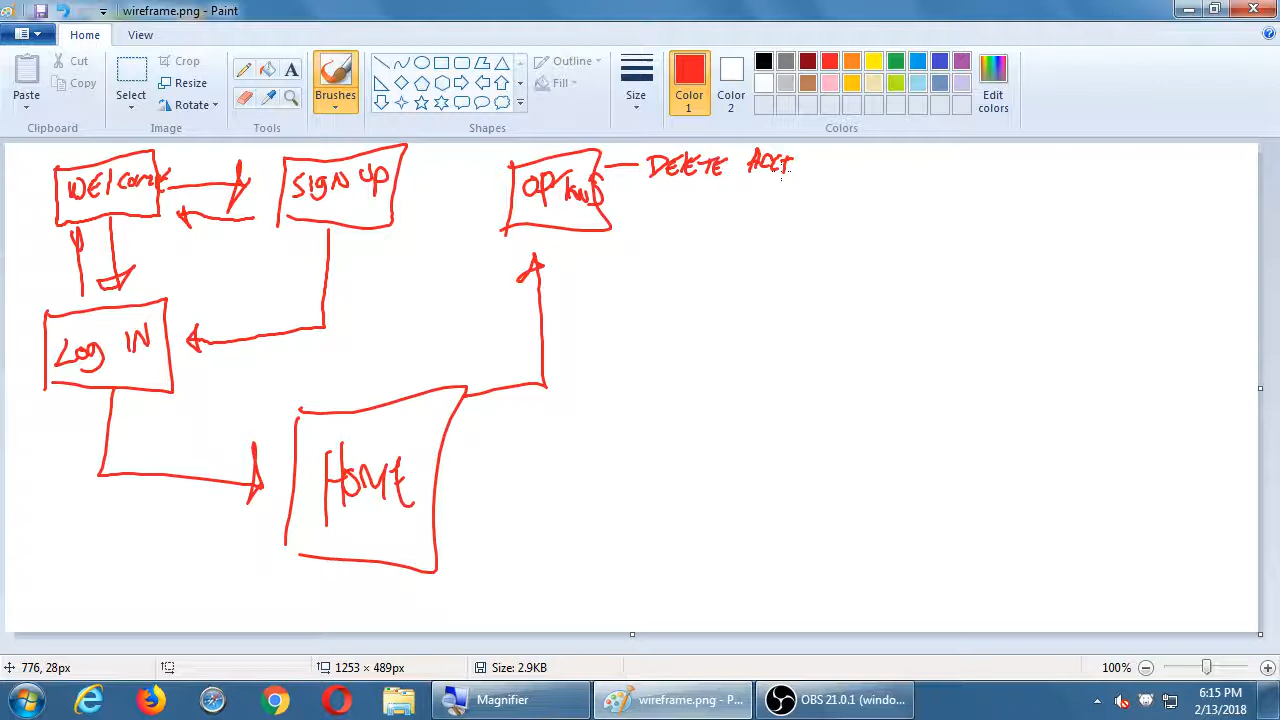 wireframe.png - Paint
Home
View
Paste
Cut
Copy
Clipboard
Select
Crop
Resize
Rotate
Image
A
Tools
Brushes
Outline
Fill
Shapes
Size
Color 1
Color 2
Edit colors
Colors
WElcome
SIgN Up
OPtIoNS
DELETE ACCT
Log IN
HOME
776, 28px
1253 × 489px
Size: 2.9KB
100%
Magnifier
wireframe.png - P...
OBS 21.0.1 (windo...
6:15 PM
2/13/2018